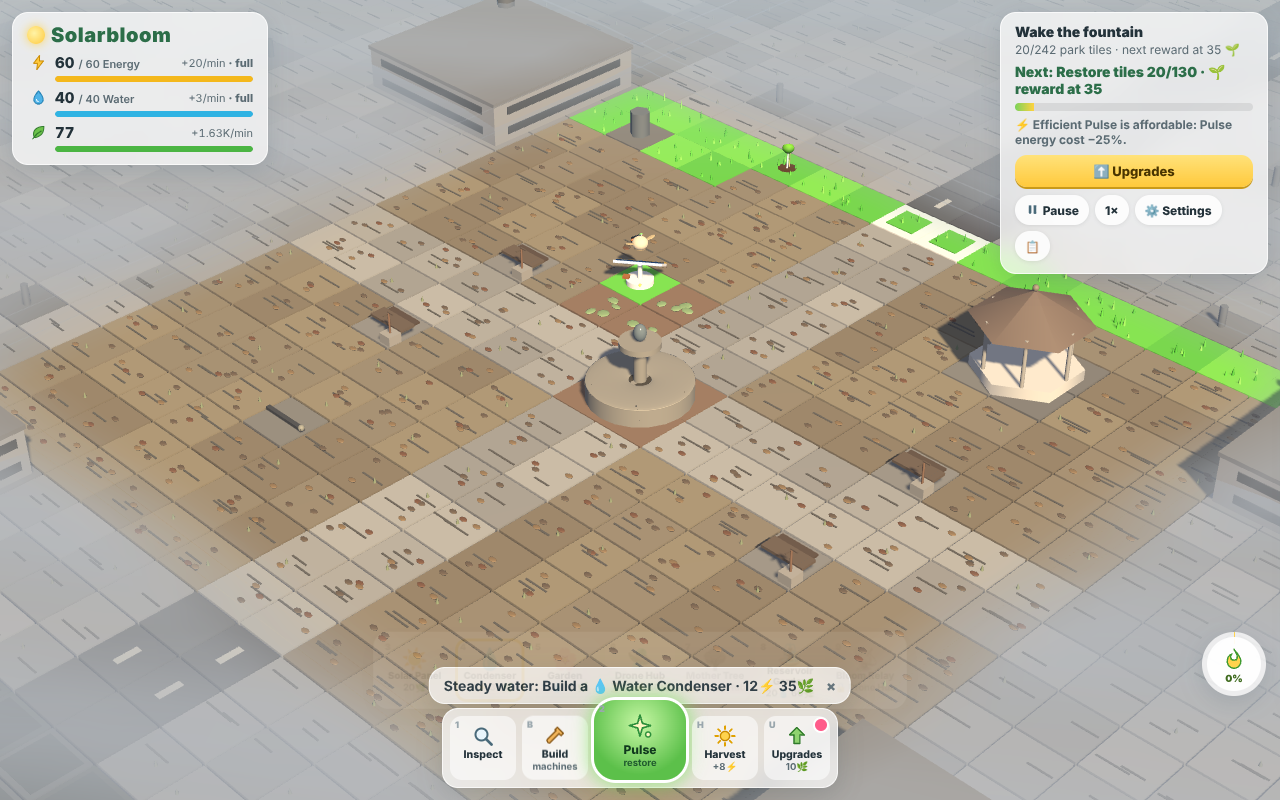 Solarbloom
60 / 60 Energy +20/min · full
40 / 40 Water +3/min · full
77 +1.63K/min
Wake the fountain
20/242 park tiles · next reward at 35 🌱
Next: Restore tiles 20/130 · 🌱
reward at 35
⚡ Efficient Pulse is affordable: Pulse
energy cost −25%.
⬆️ Upgrades
⏸ Pause
1×
⚙️ Settings
0%
Steady water: Build a 💧 Water Condenser · 12⚡ 35🌿 ×
1
Inspect
B
Build
machines
Pulse
restore
H
Harvest
+8⚡
U
Upgrades
10🌿